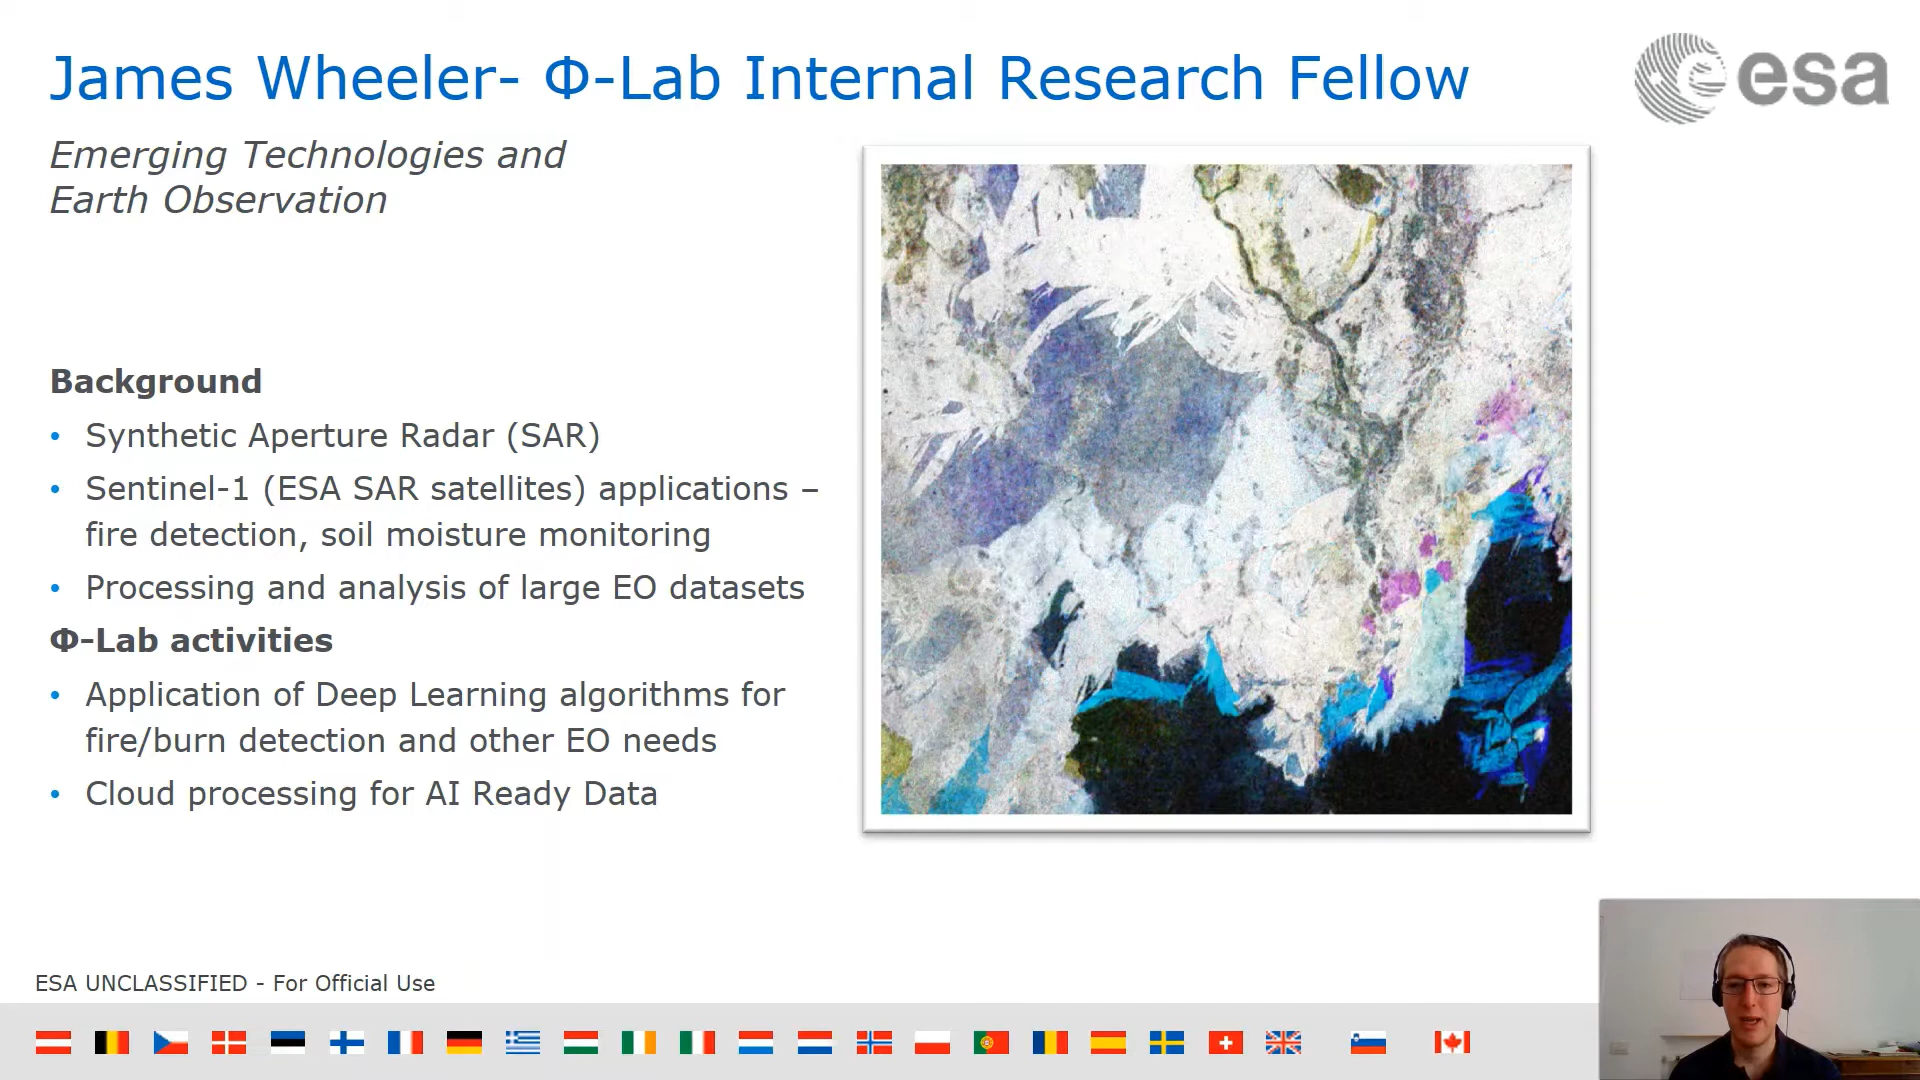 James Wheeler- Φ-Lab Internal Research Fellow
esa
Emerging Technologies and
Earth Observation
Background
• Synthetic Aperture Radar (SAR)
• Sentinel-1 (ESA SAR satellites) applications –
fire detection, soil moisture monitoring
• Processing and analysis of large EO datasets
Φ-Lab activities
• Application of Deep Learning algorithms for
fire/burn detection and other EO needs
• Cloud processing for AI Ready Data
ESA UNCLASSIFIED - For Official Use